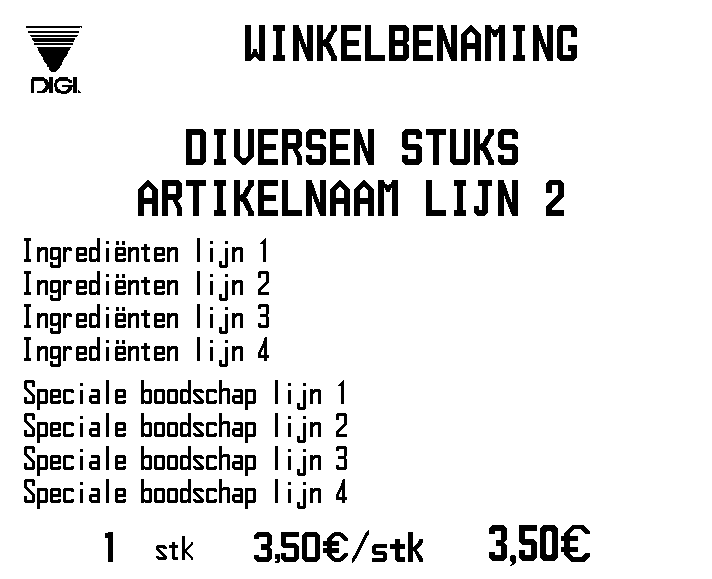 DIGI.
WINKELBENAMING
DIVERSEN STUKS
ARTIKELNAAM LIJN 2
Ingrediënten lijn 1
Ingrediënten lijn 2
Ingrediënten lijn 3
Ingrediënten lijn 4
Speciale boodschap lijn 1
Speciale boodschap lijn 2
Speciale boodschap lijn 3
Speciale boodschap lijn 4
1 stk 3,50€/stk 3,50€